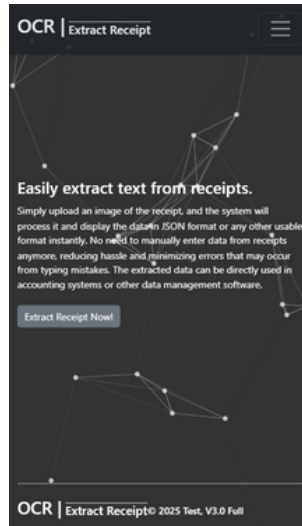 OCR | Extract Receipt
Easily extract text from receipts.
Simply upload an image of the receipt, and the system will
process it and display the data in JSON format or any other usable
format instantly. No need to manually enter data from receipts
anymore, reducing hassle and minimizing errors that may occur
from typing mistakes. The extracted data can be directly used in
accounting systems or other data management software.
Extract Receipt Now!
OCR | Extract Receipt© 2025 Test, V3.0 Full